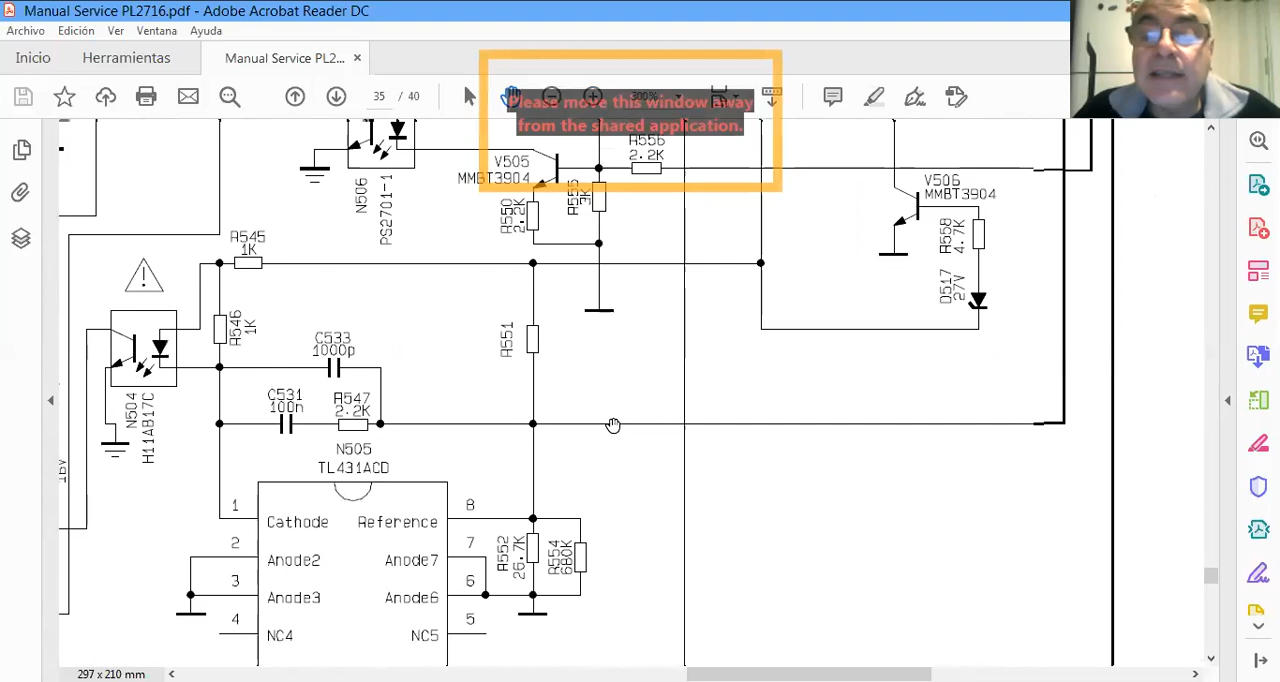 Manual Service PL2716.pdf - Adobe Acrobat Reader DC
Archivo Edición Ver Ventana Ayuda
Inicio Herramientas Manual Service PL2... ×
35 / 40 300%
Please move this window away
from the shared application.
R556
2.2K
V505
MMBT3904
N506
PS2701-1
R550
2.2K
R555
3K
V506
MMBT3904
R558
4.7K
D517
27V
R545
1K
R546
1K
C533
1000p
R551
C531
100n
R547
2.2K
N504
H11AB17C
N505
TL431ACD
16V
1 Cathode Reference 8
2 Anode2 Anode7 7
3 Anode3 Anode6 6
4 NC4 NC5 5
R552
26.7K
R554
680K
297 x 210 mm